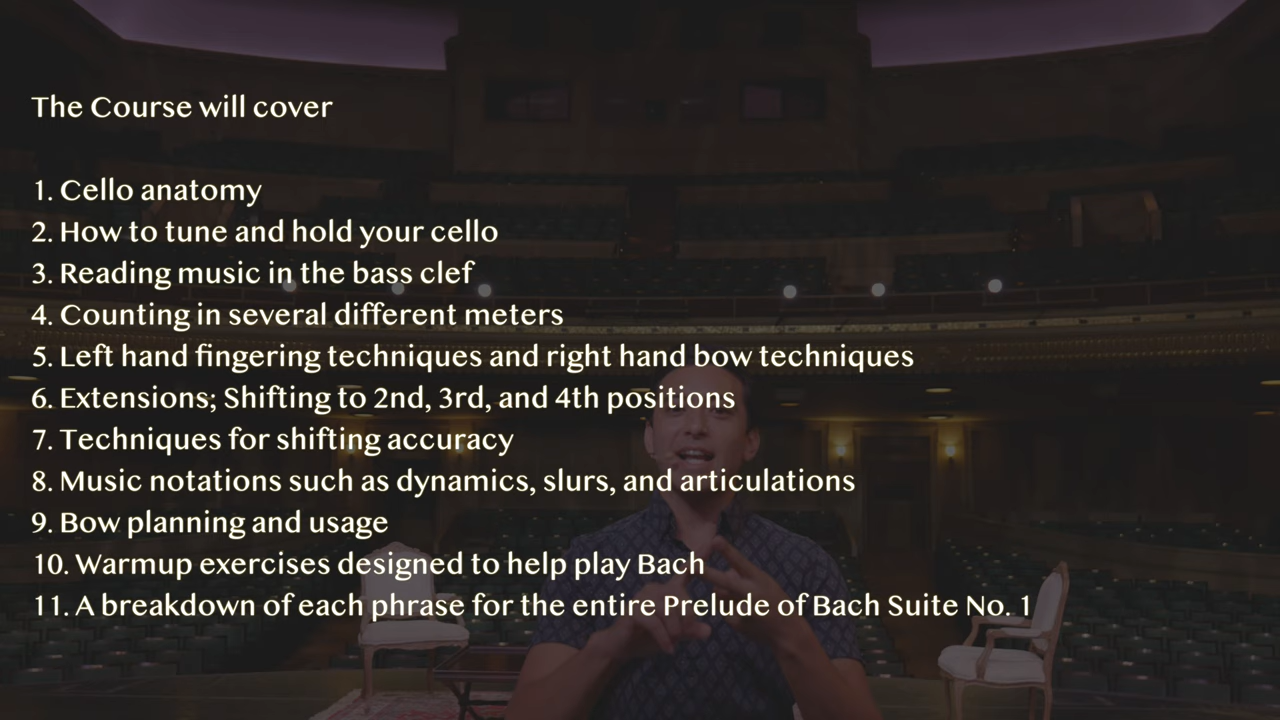 The Course will cover
1. Cello anatomy
2. How to tune and hold your cello
3. Reading music in the bass clef
4. Counting in several different meters
5. Left hand fingering techniques and right hand bow techniques
6. Extensions; Shifting to 2nd, 3rd, and 4th positions
7. Techniques for shifting accuracy
8. Music notations such as dynamics, slurs, and articulations
9. Bow planning and usage
10. Warmup exercises designed to help play Bach
11. A breakdown of each phrase for the entire Prelude of Bach Suite No. 1